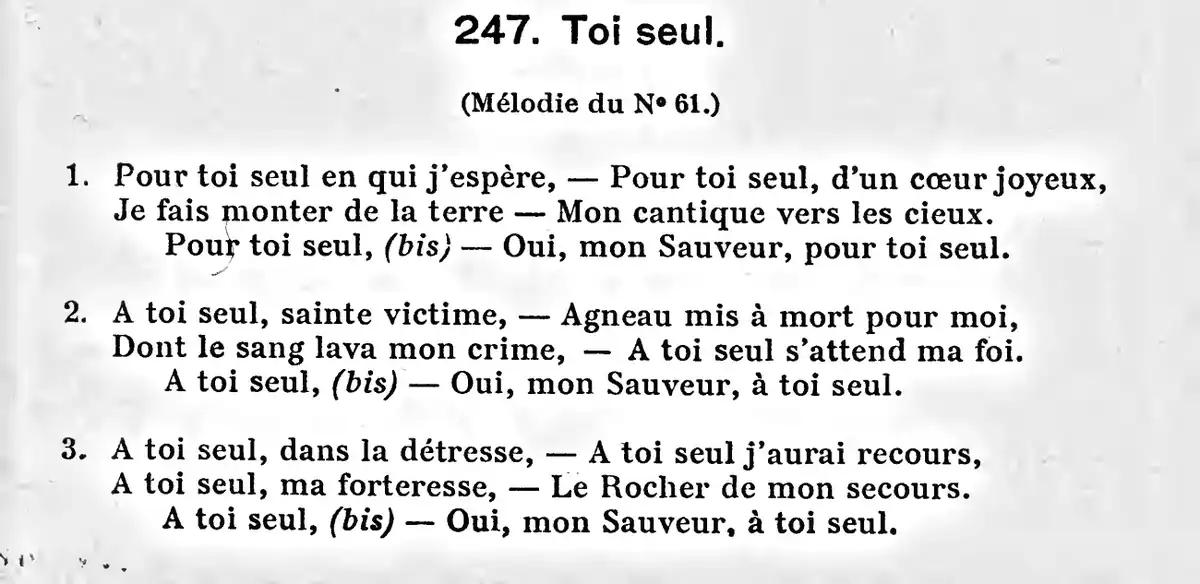 247. Toi seul.
(Mélodie du Nº 61.)
1. Pour toi seul en qui j'espère, — Pour toi seul, d'un cœur joyeux,
Je fais monter de la terre — Mon cantique vers les cieux.
Pour toi seul, (bis) — Oui, mon Sauveur, pour toi seul.
2. A toi seul, sainte victime, — Agneau mis à mort pour moi,
Dont le sang lava mon crime, — A toi seul s'attend ma foi.
A toi seul, (bis) — Oui, mon Sauveur, à toi seul.
3. A toi seul, dans la détresse, — A toi seul j'aurai recours,
A toi seul, ma forteresse, — Le Rocher de mon secours.
A toi seul, (bis) — Oui, mon Sauveur, à toi seul.